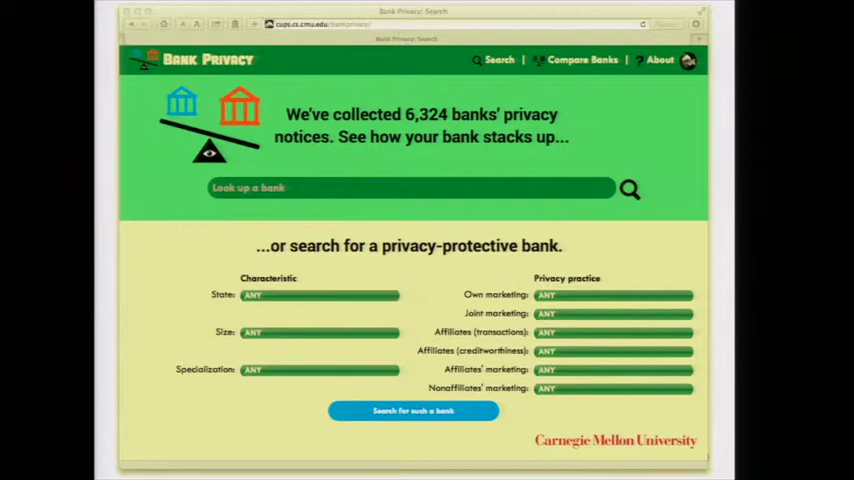 Bank Privacy: Search
cups.cs.cmu.edu/bankprivacy/
Bank Privacy: Search
BANK PRIVACY
Search | Compare Banks | ? About
We've collected 6,324 banks' privacy
notices. See how your bank stacks up...
Look up a bank
...or search for a privacy-protective bank.
Characteristic
State: ANY
Size: ANY
Specialization: ANY
Privacy practice
Own marketing: ANY
Joint marketing: ANY
Affiliates (transactions): ANY
Affiliates (creditworthiness): ANY
Affiliates' marketing: ANY
Nonaffiliates' marketing: ANY
Search for such a bank
Carnegie Mellon University